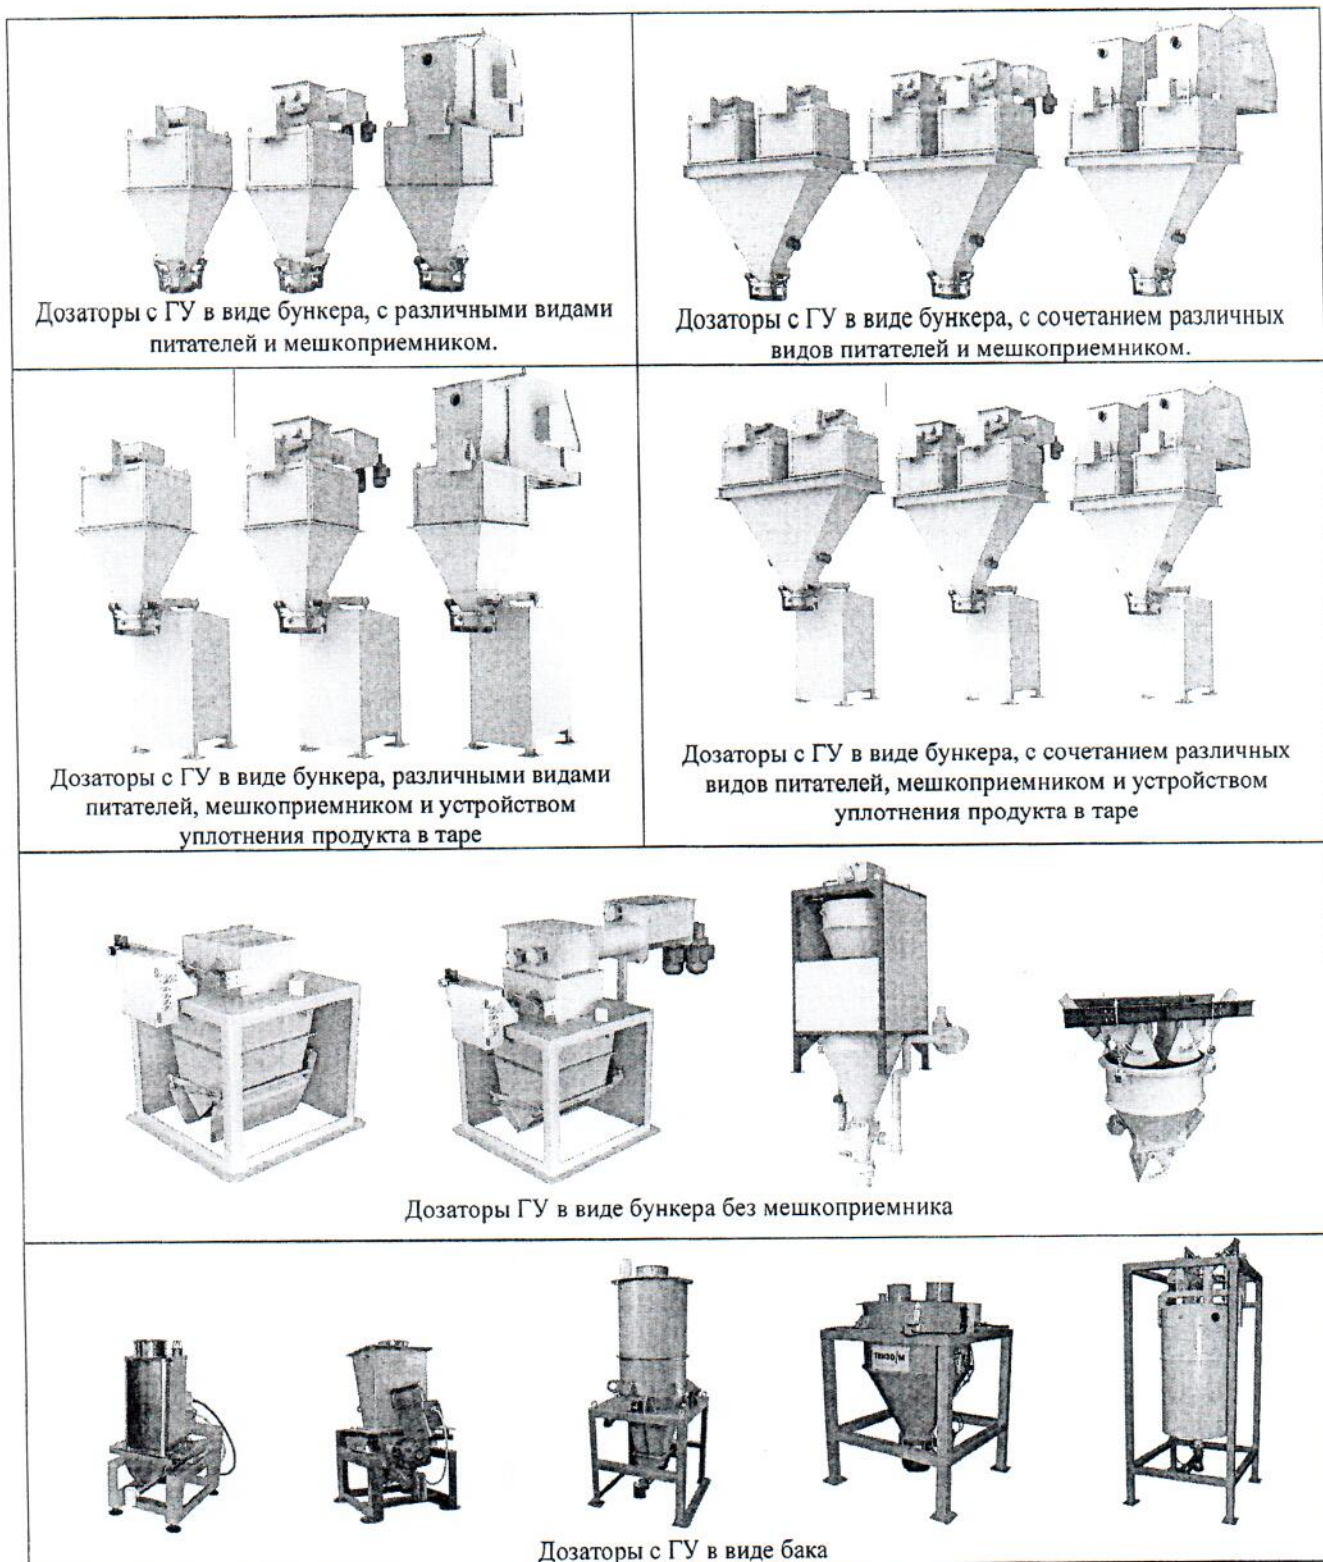 Дозаторы с ГУ в виде бункера, с различными видами
питателей и мешкоприемником.
Дозаторы с ГУ в виде бункера, с сочетанием различных
видов питателей и мешкоприемником.
Дозаторы с ГУ в виде бункера, различными видами
питателей, мешкоприемником и устройством
уплотнения продукта в таре
Дозаторы с ГУ в виде бункера, с сочетанием различных
видов питателей, мешкоприемником и устройством
уплотнения продукта в таре
Дозаторы ГУ в виде бункера без мешкоприемника
ТЕНЗО/М
Дозаторы с ГУ в виде бака